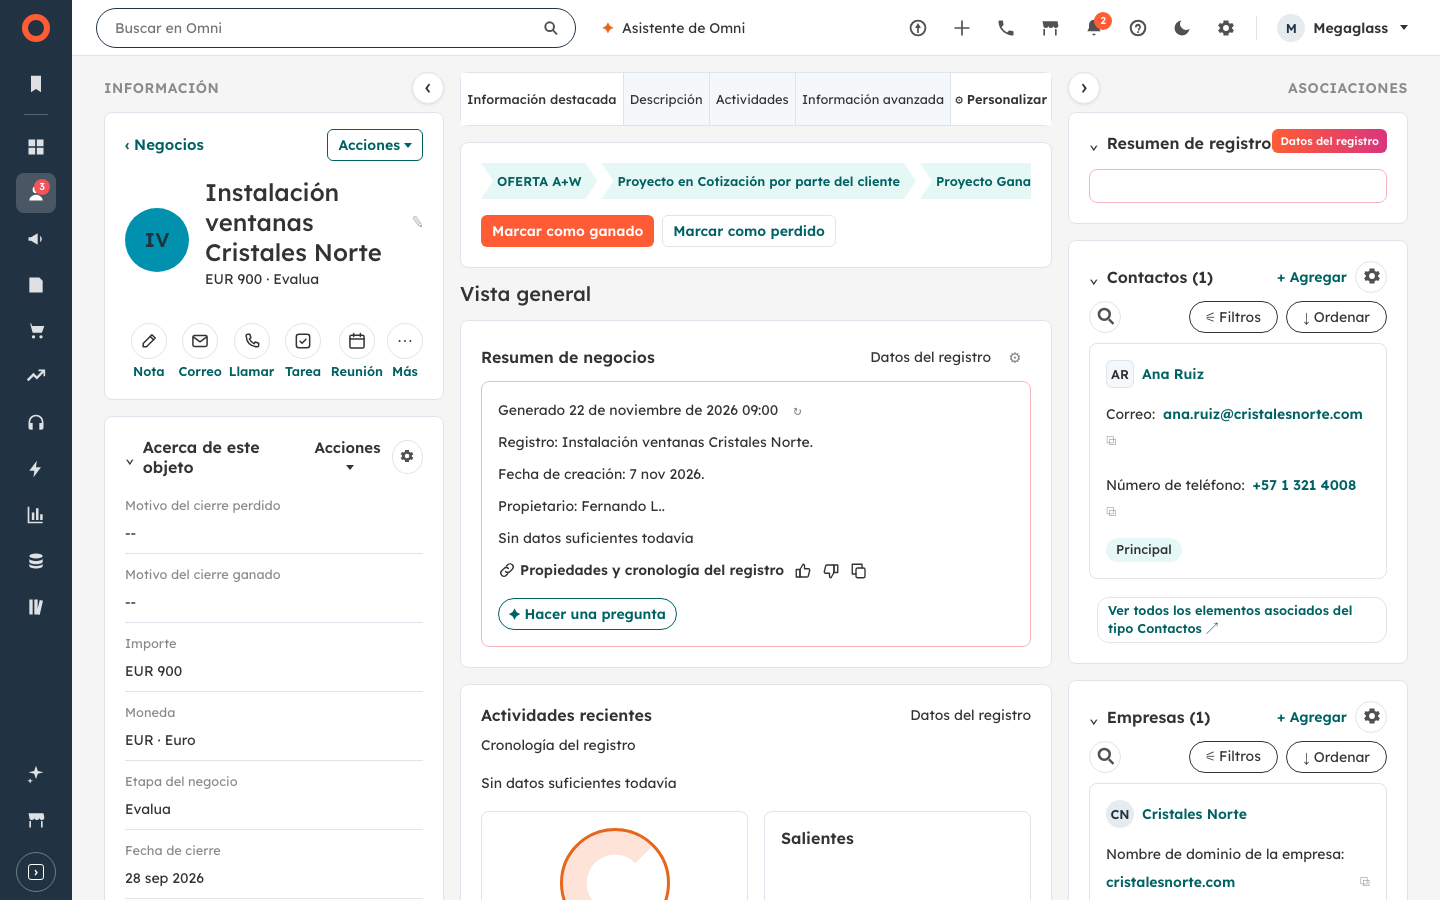 Buscar en Omni
Asistente de Omni
2
M
Megaglass
3
INFORMACIÓN
‹ Negocios
Acciones
IV
Instalación
ventanas
Cristales Norte
EUR 900 · Evalua
Nota
Correo
Llamar
Tarea
Reunión
Más
Acerca de este
objeto
Acciones
Motivo del cierre perdido
--
Motivo del cierre ganado
--
Importe
EUR 900
Moneda
EUR · Euro
Etapa del negocio
Evalua
Fecha de cierre
28 sep 2026
Información destacada
Descripción
Actividades
Información avanzada
Personalizar
OFERTA A+W
Proyecto en Cotización por parte del cliente
Proyecto Gana
Marcar como ganado
Marcar como perdido
Vista general
Resumen de negocios
Datos del registro
Generado 22 de noviembre de 2026 09:00
Registro: Instalación ventanas Cristales Norte.
Fecha de creación: 7 nov 2026.
Propietario: Fernando L..
Sin datos suficientes todavía
Propiedades y cronología del registro
Hacer una pregunta
Actividades recientes
Datos del registro
Cronología del registro
Sin datos suficientes todavía
Salientes
ASOCIACIONES
Resumen de registro
Datos del registro
Contactos (1)
+ Agregar
Filtros
↓ Ordenar
AR
Ana Ruiz
Correo: ana.ruiz@cristalesnorte.com
Número de teléfono: +57 1 321 4008
Principal
Ver todos los elementos asociados del
tipo Contactos ↗
Empresas (1)
+ Agregar
Filtros
↓ Ordenar
CN
Cristales Norte
Nombre de dominio de la empresa:
cristalesnorte.com